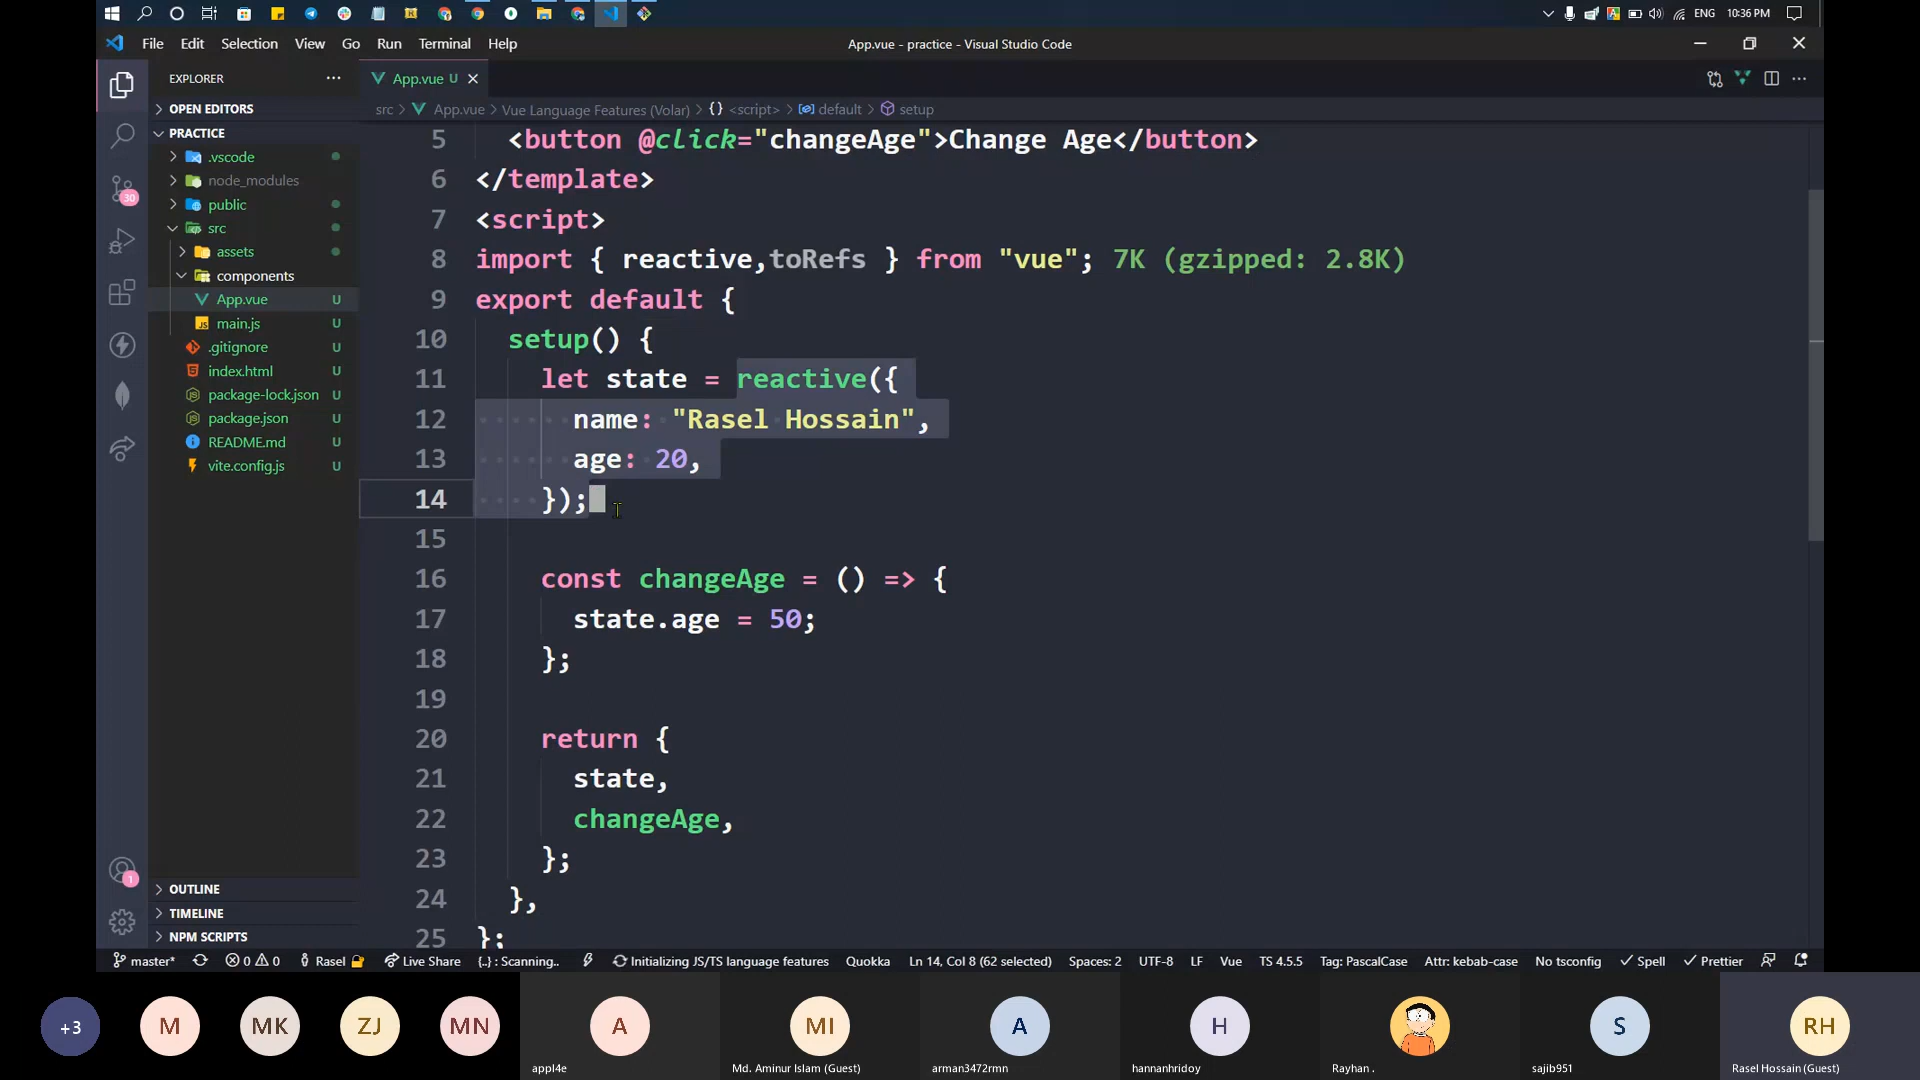 ENG
10:36 PM
File Edit Selection View Go Run Terminal Help
App.vue - practice - Visual Studio Code
EXPLORER ...
App.vue U
OPEN EDITORS
src > App.vue > Vue Language Features (Volar) > {} <script> > default > setup
PRACTICE
.vscode
node_modules
public
src
assets
components
App.vue U
main.js U
.gitignore U
index.html U
package-lock.json U
package.json U
README.md U
vite.config.js U
OUTLINE
TIMELINE
NPM SCRIPTS
30
1
5 <button @click="changeAge">Change Age</button>
6 </template>
7 <script>
8 import { reactive,toRefs } from "vue"; 7K (gzipped: 2.8K)
9 export default {
10 setup() {
11 let state = reactive({
12 name: "Rasel Hossain",
13 age: 20,
14 });
15
16 const changeAge = () => {
17 state.age = 50;
18 };
19
20 return {
21 state,
22 changeAge,
23 };
24 },
25 };
master* 0 0 Rasel Live Share {..} : Scanning.. Initializing JS/TS language features Quokka Ln 14, Col 8 (62 selected) Spaces: 2 UTF-8 LF Vue TS 4.5.5 Tag: PascalCase Attr: kebab-case No tsconfig Spell Prettier
+3 M MK ZJ MN A MI A H S RH
appl4e
Md. Aminur Islam (Guest)
arman3472rmn
hannanhridoy
Rayhan .
sajib951
Rasel Hossain (Guest)